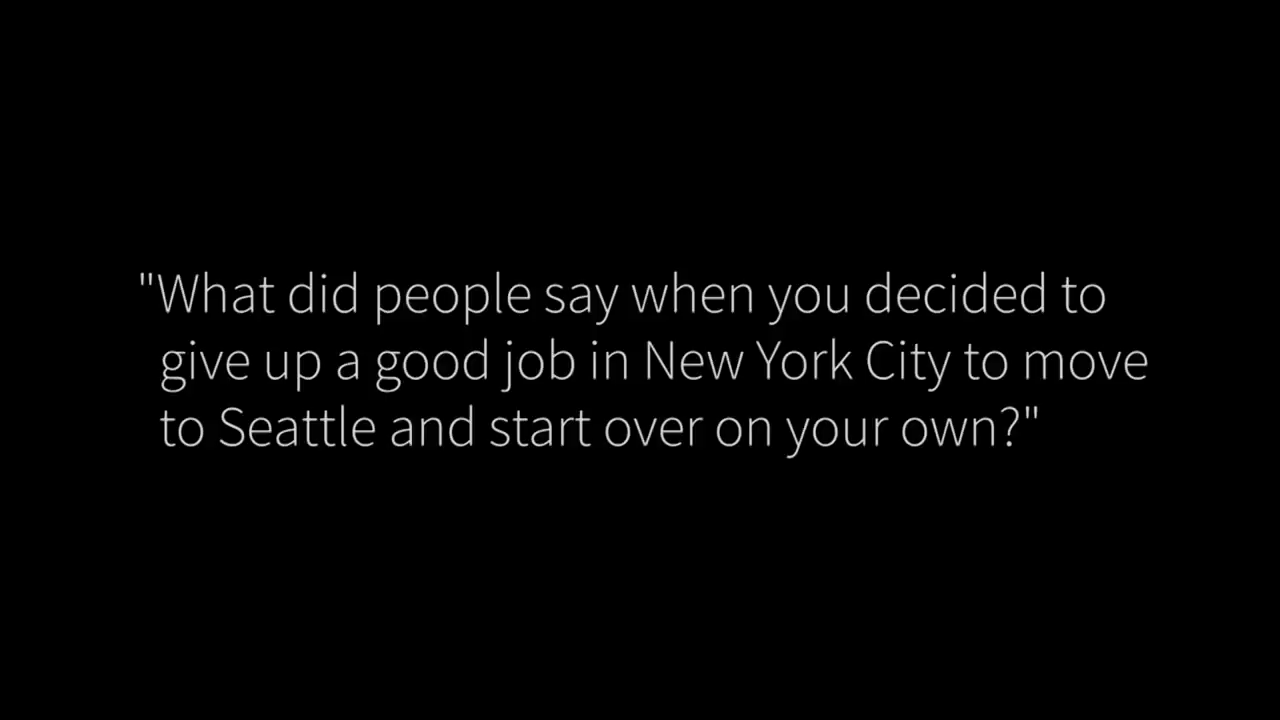 "What did people say when you decided to
give up a good job in New York City to move
to Seattle and start over on your own?"